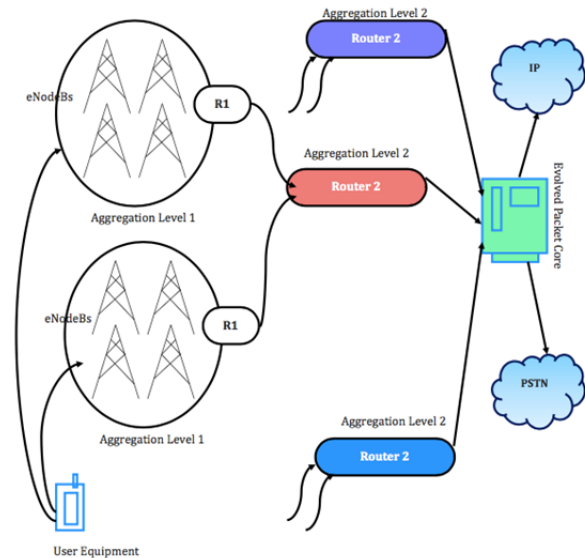 Aggregation Level 2
Router 2
IP
eNodeBs
R1
Aggregation Level 2
Router 2
Evolved Packet Core
Aggregation Level 1
eNodeBs
R1
PSTN
Aggregation Level 1
Aggregation Level 2
Router 2
User Equipment